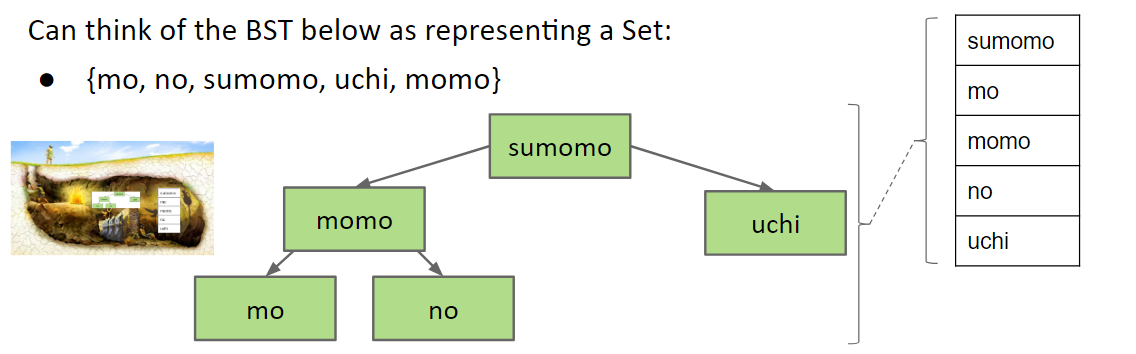 Can think of the BST below as representing a Set:
● {mo, no, sumomo, uchi, momo}
sumomo
momo
uchi
mo
no
sumomo
mo
momo
no
uchi